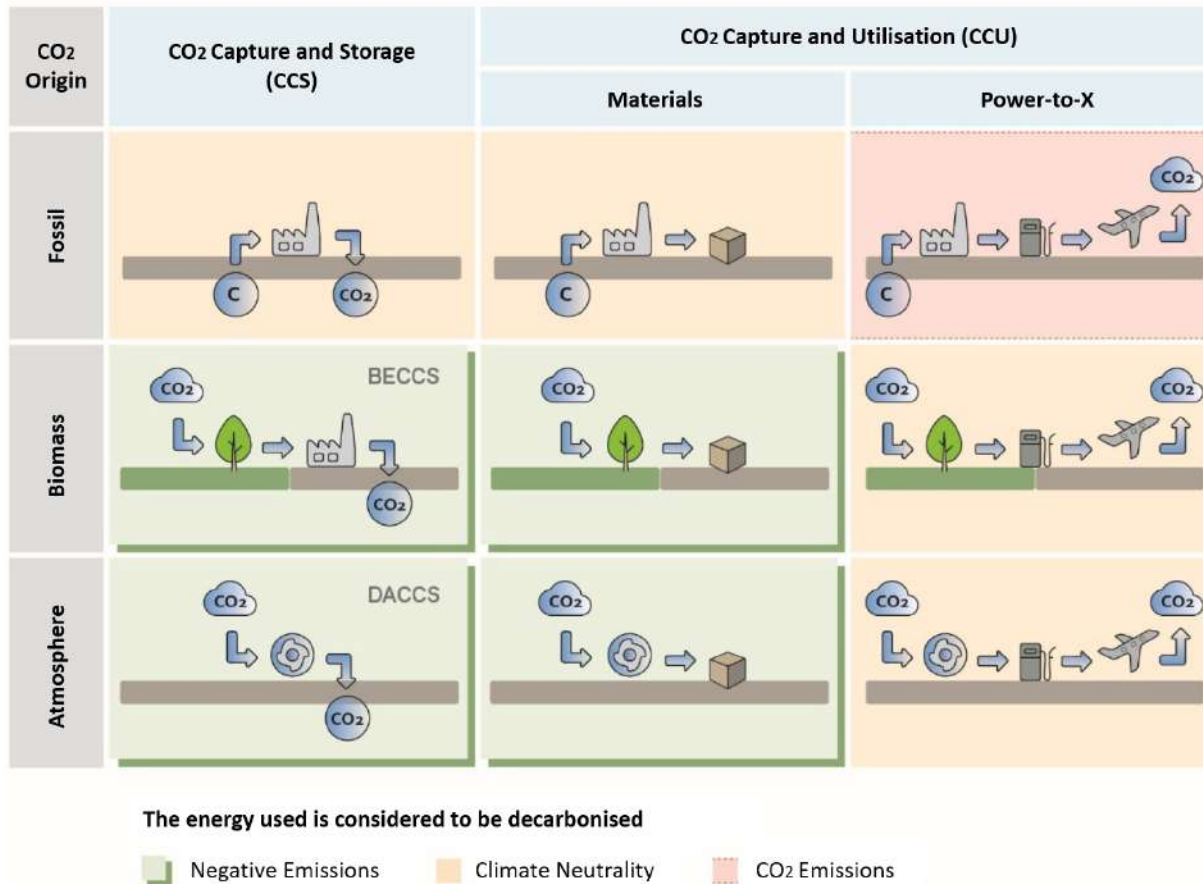 CO2
Origin
CO2 Capture and Storage
(CCS)
CO2 Capture and Utilisation (CCU)
Materials
Power-to-X
Fossil
C
CO2
C
C
CO2
Biomass
CO2
BECCS
CO2
CO2
CO2
CO2
Atmosphere
CO2
DACCS
CO2
CO2
CO2
CO2
The energy used is considered to be decarbonised
Negative Emissions
Climate Neutrality
CO2 Emissions